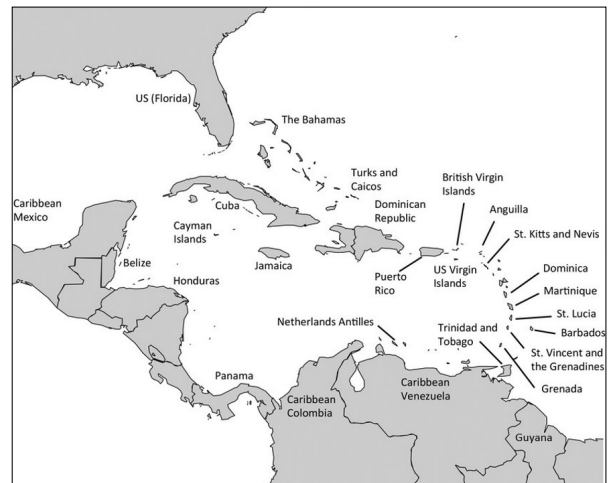 US (Florida)
The Bahamas
Turks and
Caicos
British Virgin
Islands
Caribbean
Mexico
Cuba
Dominican
Republic
Anguilla
Cayman
Islands
St. Kitts and Nevis
Belize
Jamaica
Puerto
Rico
US Virgin
Islands
Dominica
Honduras
Martinique
St. Lucia
Netherlands Antilles
Trinidad and
Tobago
Barbados
St. Vincent and
the Grenadines
Panama
Caribbean
Colombia
Caribbean
Venezuela
Grenada
Guyana